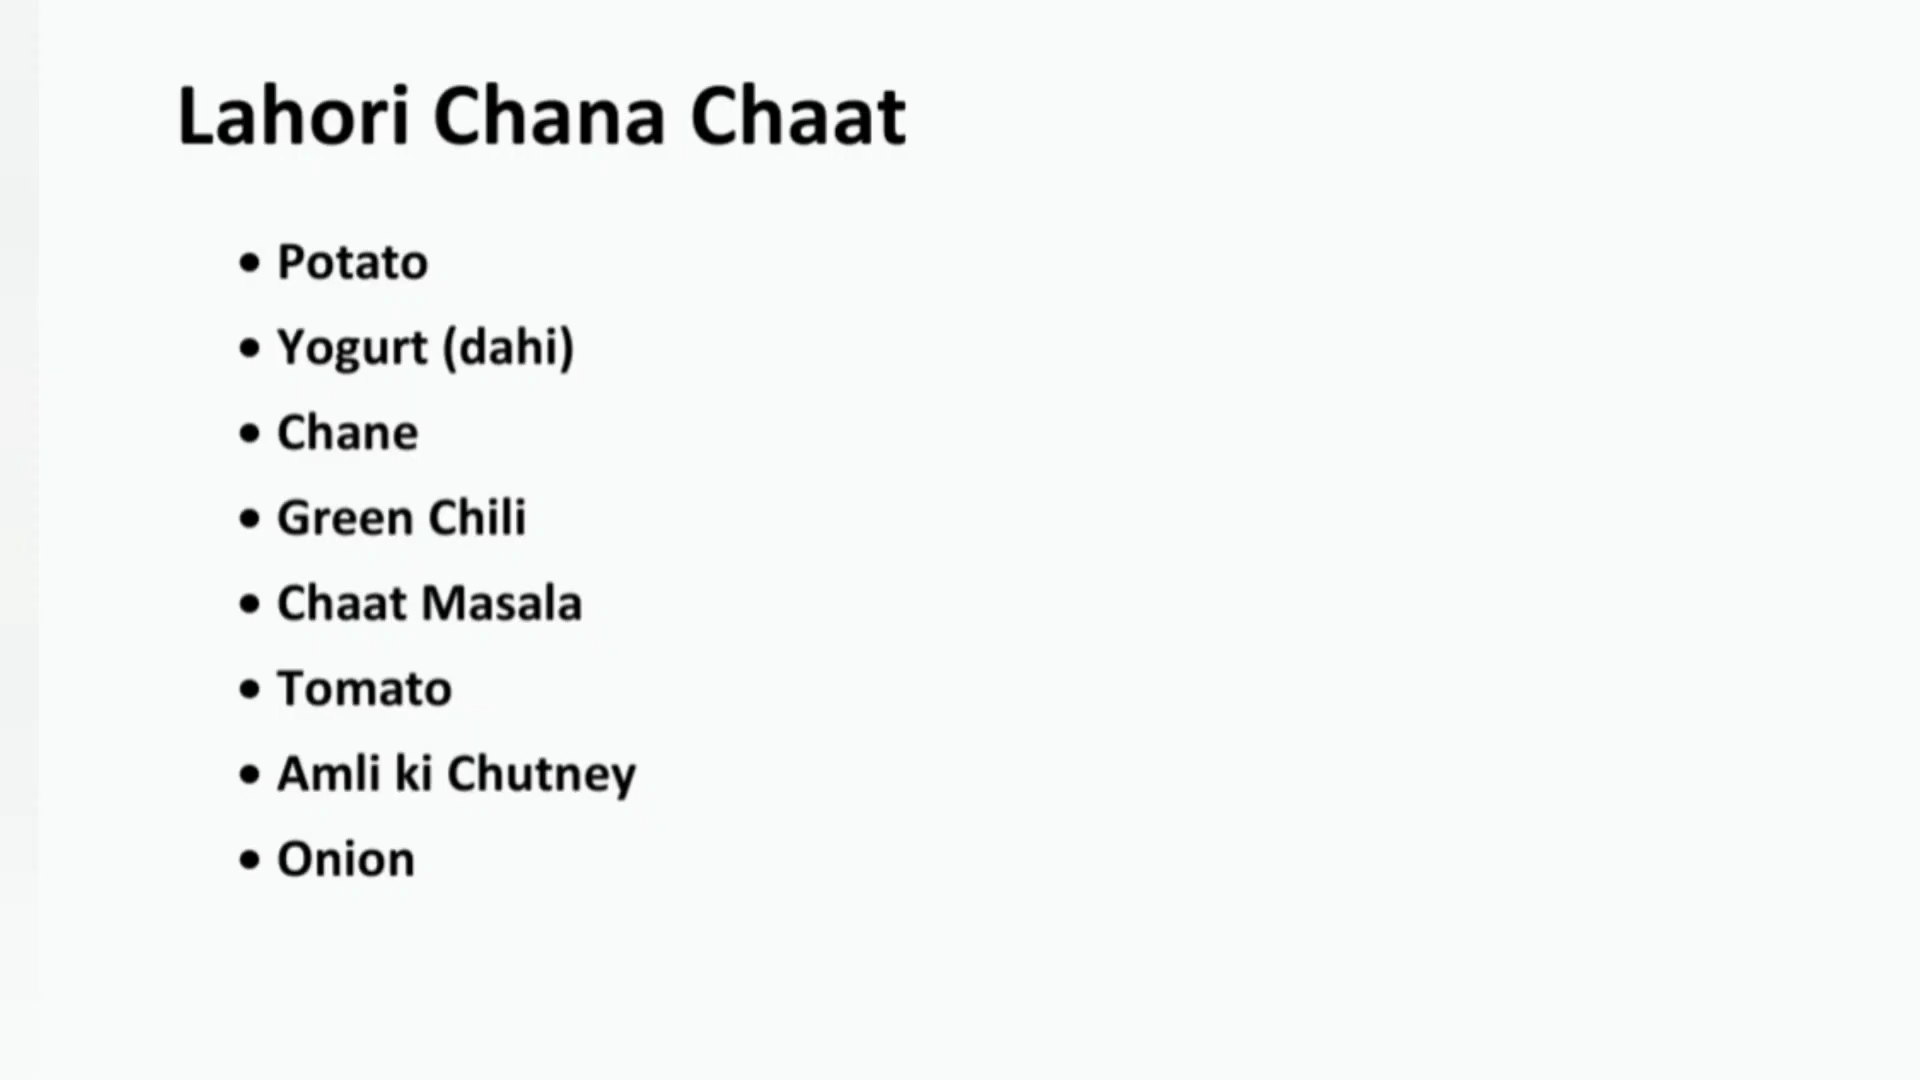 Lahori Chana Chaat
• Potato
• Yogurt (dahi)
• Chane
• Green Chili
• Chaat Masala
• Tomato
• Amli ki Chutney
• Onion